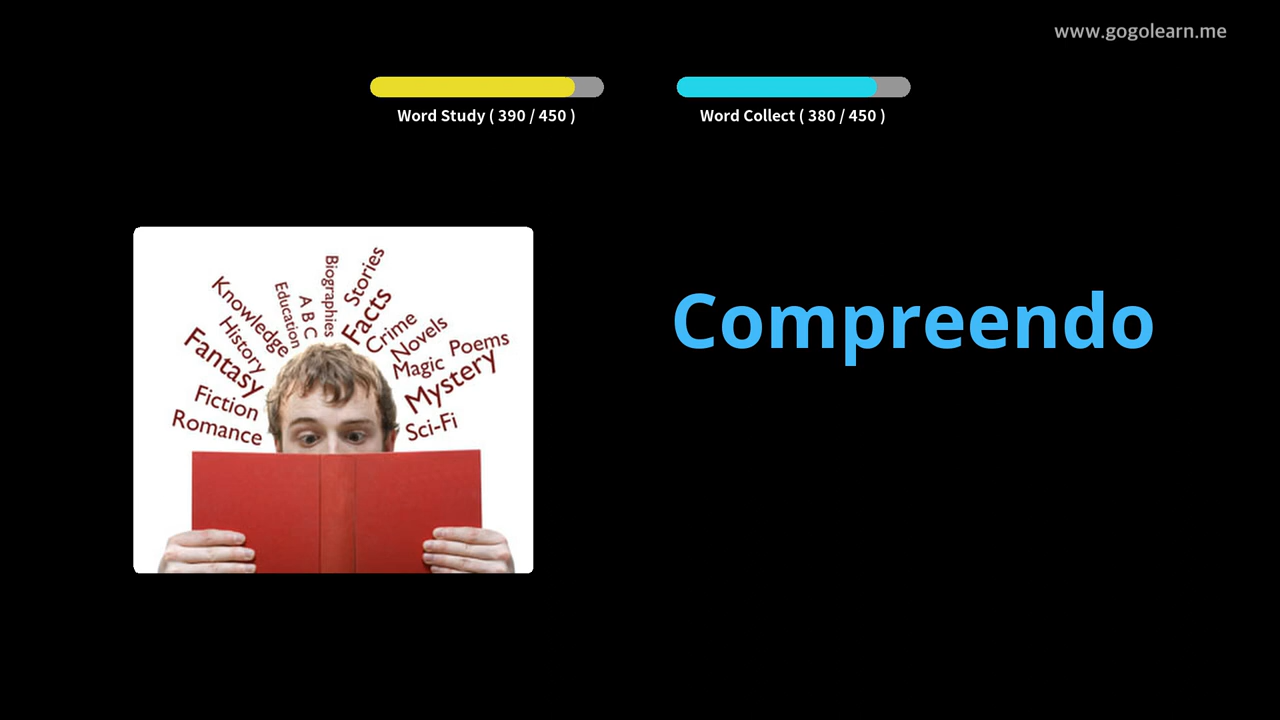 www.gogolearn.me
Word Study ( 390 / 450 )
Word Collect ( 380 / 450 )
Compreendo
Biographies
Stories
Education
A B C
Facts
Knowledge
Crime
History
Novels
Fantasy
Magic
Poems
Mystery
Fiction
Romance
Sci-Fi